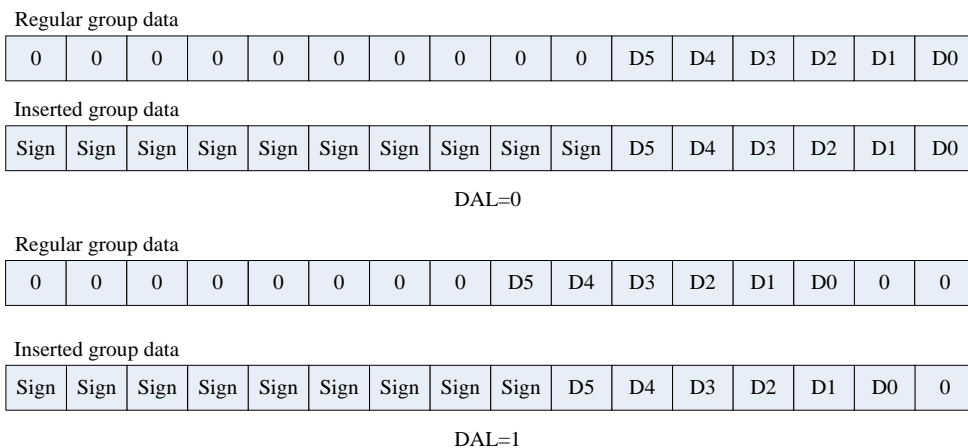 Regular group data
0 0 0 0 0 0 0 0 0 0 D5 D4 D3 D2 D1 D0
Inserted group data
Sign Sign Sign Sign Sign Sign Sign Sign Sign Sign D5 D4 D3 D2 D1 D0
DAL=0
Regular group data
0 0 0 0 0 0 0 0 D5 D4 D3 D2 D1 D0 0 0
Inserted group data
Sign Sign Sign Sign Sign Sign Sign Sign Sign D5 D4 D3 D2 D1 D0 0
DAL=1